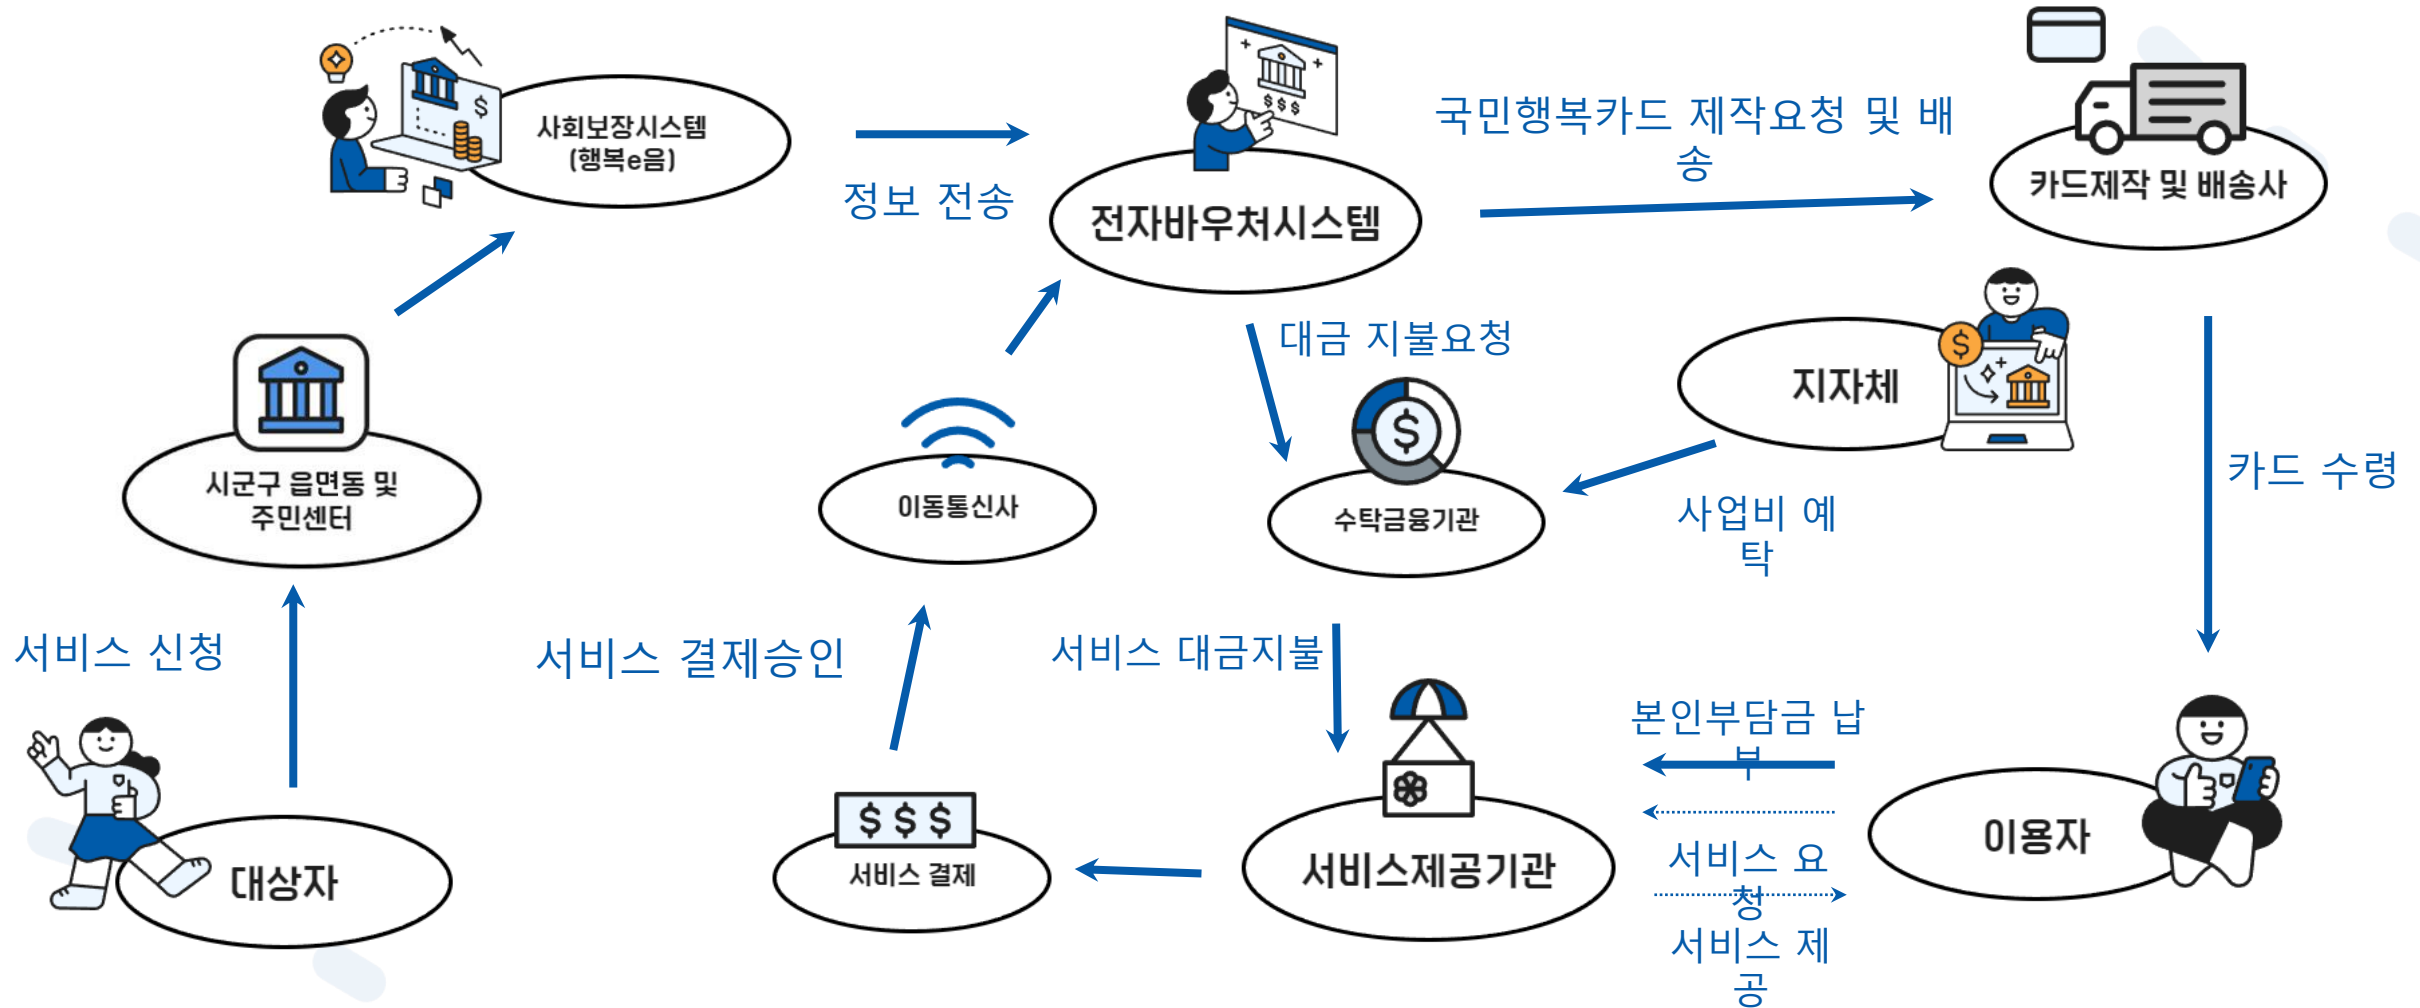 사회보장시스템
(행복e음)
정보 전송
전자바우처시스템
국민행복카드 제작요청 및 배
송
카드제작 및 배송사
시군구 읍면동 및
주민센터
이동통신사
대금 지불요청
수탁금융기관
지자체
사업비 예
탁
카드 수령
서비스 신청
서비스 결제승인
서비스 대금지불
본인부담금 납
부
대상자
서비스 결제
서비스제공기관
서비스 요
청
서비스 제
공
이용자